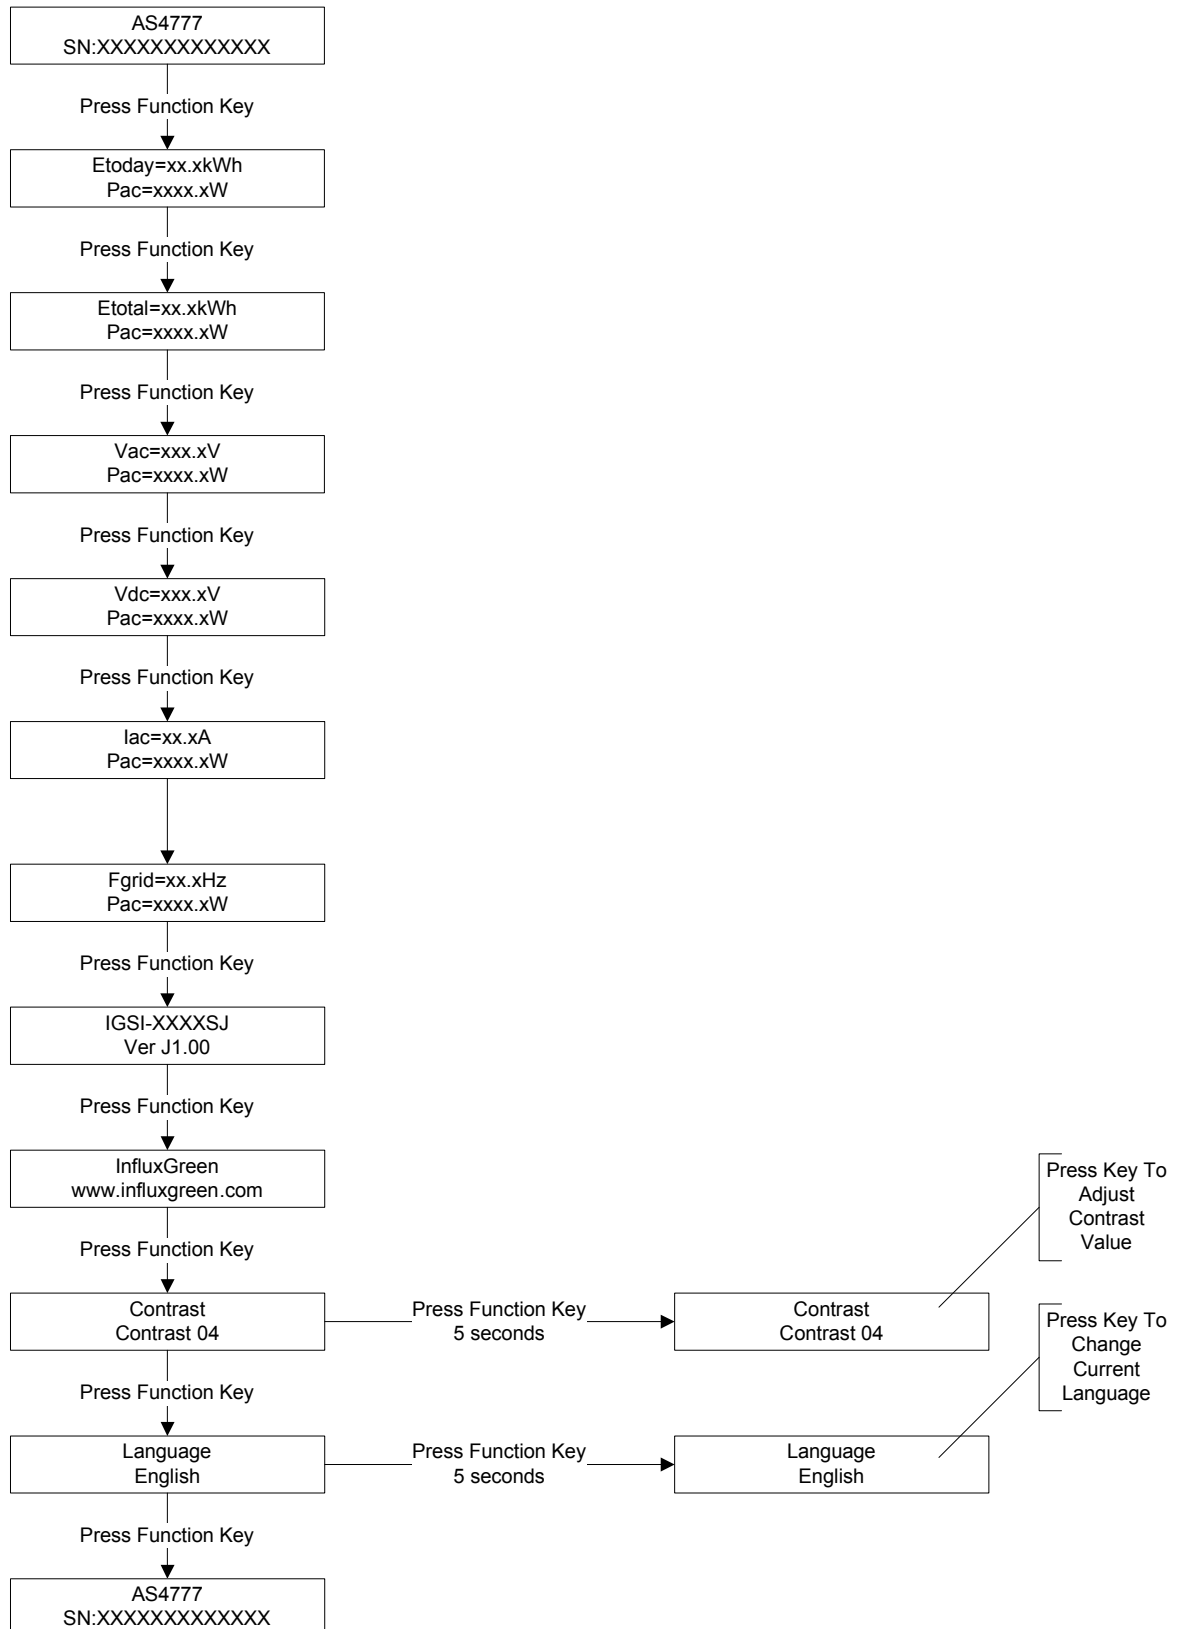 AS4777
SN:XXXXXXXXXXXXX
Press Function Key
Etoday=xx.xkWh
Pac=xxxx.xW
Press Function Key
Etotal=xx.xkWh
Pac=xxxx.xW
Press Function Key
Vac=xxx.xV
Pac=xxxx.xW
Press Function Key
Vdc=xxx.xV
Pac=xxxx.xW
Press Function Key
Iac=xx.xA
Pac=xxxx.xW
Fgrid=xx.xHz
Pac=xxxx.xW
Press Function Key
IGSI-XXXXSJ
Ver J1.00
Press Function Key
InfluxGreen
www.influxgreen.com
Press Function Key
Contrast
Contrast 04
Press Function Key
5 seconds
Contrast
Contrast 04
Press Key To
Adjust
Contrast
Value
Press Function Key
Language
English
Press Function Key
5 seconds
Language
English
Press Key To
Change
Current
Language
Press Function Key
AS4777
SN:XXXXXXXXXXXXX